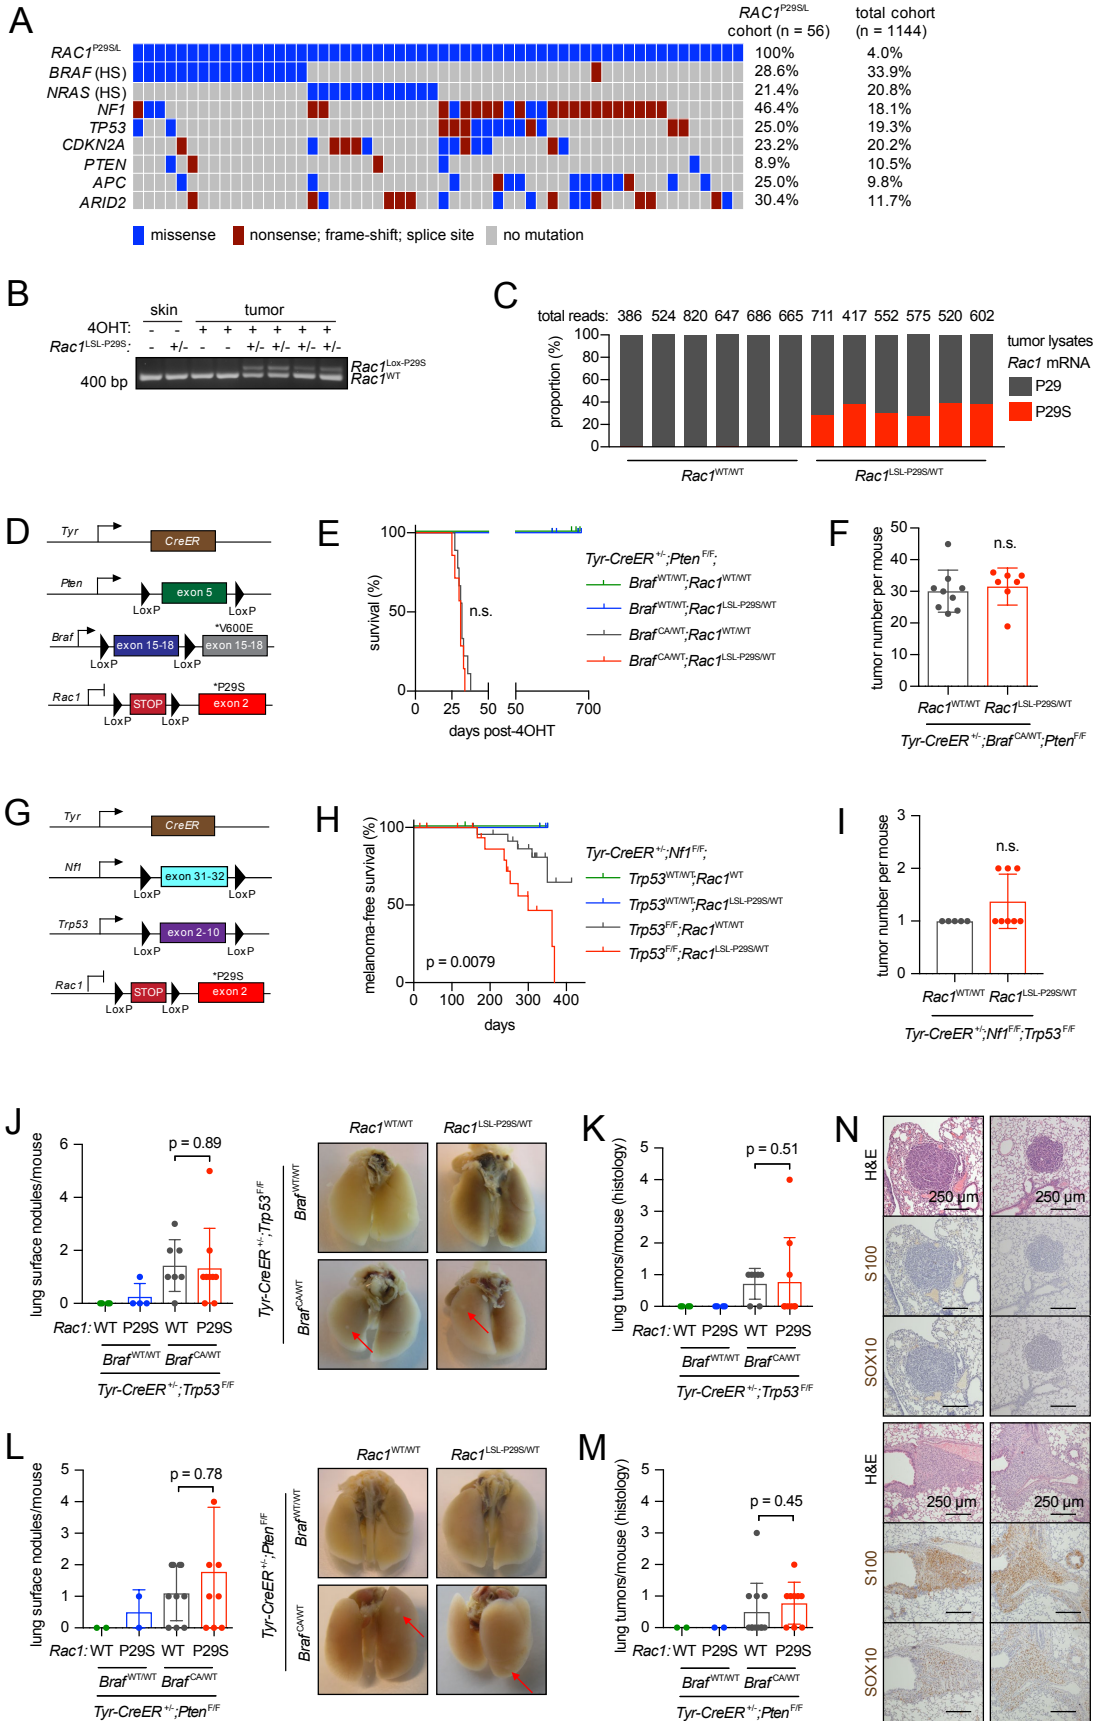 A
RAC1P29S/L cohort (n = 56)
total cohort (n = 1144)
RAC1P29S/L 100% 4.0%
BRAF (HS) 28.6% 33.9%
NRAS (HS) 21.4% 20.8%
NF1 46.4% 18.1%
TP53 25.0% 19.3%
CDKN2A 23.2% 20.2%
PTEN 8.9% 10.5%
APC 25.0% 9.8%
ARID2 30.4% 11.7%
missense nonsense; frame-shift; splice site no mutation
B
skin tumor
4OHT: - - + + + + + +
Rac1LSL-P29S: - +/- - - +/- +/- +/- +/-
Rac1Lox-P29S
Rac1WT
400 bp
C
total reads: 386 524 820 647 686 665 711 417 552 575 520 602
proportion (%)
100
80
60
40
20
0
Rac1WT/WT Rac1LSL-P29S/WT
tumor lysates
Rac1 mRNA
P29
P29S
D
Tyr CreER
Pten exon 5
LoxP LoxP
*V600E
Braf exon 15-18 exon 15-18
LoxP LoxP
*P29S
Rac1 STOP exon 2
LoxP LoxP
E
survival (%)
100
50
0
n.s.
0 25 50 50 700
days post-4OHT
Tyr-CreER+/-;PtenF/F;
BrafWT/WT;Rac1WT/WT
BrafWT/WT;Rac1LSL-P29S/WT
BrafCA/WT;Rac1WT/WT
BrafCA/WT;Rac1LSL-P29S/WT
F
tumor number per mouse
50
40
30
20
10
0
n.s.
Rac1WT/WT Rac1LSL-P29S/WT
Tyr-CreER+/-;BrafCA/WT;PtenF/F
G
Tyr CreER
Nf1 exon 31-32
LoxP LoxP
Trp53 exon 2-10
LoxP LoxP
*P29S
Rac1 STOP exon 2
LoxP LoxP
H
melanoma-free survival (%)
100
50
0
p = 0.0079
0 100 200 300 400
days
Tyr-CreER+/-;Nf1F/F;
Trp53WT/WT;Rac1WT
Trp53WT/WT;Rac1LSL-P29S/WT
Trp53F/F;Rac1WT/WT
Trp53F/F;Rac1LSL-P29S/WT
I
tumor number per mouse
3
2
1
0
n.s.
Rac1WT/WT Rac1LSL-P29S/WT
Tyr-CreER+/-;Nf1F/F;Trp53F/F
J
lung surface nodules/mouse
6
4
2
0
p = 0.89
Rac1: WT P29S WT P29S
BrafWT/WT BrafCA/WT
Tyr-CreER+/-;Trp53F/F
Rac1WT/WT Rac1LSL-P29S/WT
Tyr-CreER+/-;Trp53F/F
BrafWT/WT
BrafCA/WT
K
lung tumors/mouse (histology)
5
4
3
2
1
0
p = 0.51
Rac1: WT P29S WT P29S
BrafWT/WT BrafCA/WT
Tyr-CreER+/-;Trp53F/F
L
lung surface nodules/mouse
5
4
3
2
1
0
p = 0.78
Rac1: WT P29S WT P29S
BrafWT/WT BrafCA/WT
Tyr-CreER+/-;PtenF/F
Rac1WT/WT Rac1LSL-P29S/WT
Tyr-CreER+/-;PtenF/F
BrafWT/WT
BrafCA/WT
M
lung tumors/mouse (histology)
5
4
3
2
1
0
p = 0.45
Rac1: WT P29S WT P29S
BrafWT/WT BrafCA/WT
Tyr-CreER+/-;PtenF/F
N
H&E
250 µm 250 µm
S100
SOX10
H&E
250 µm 250 µm
S100
SOX10